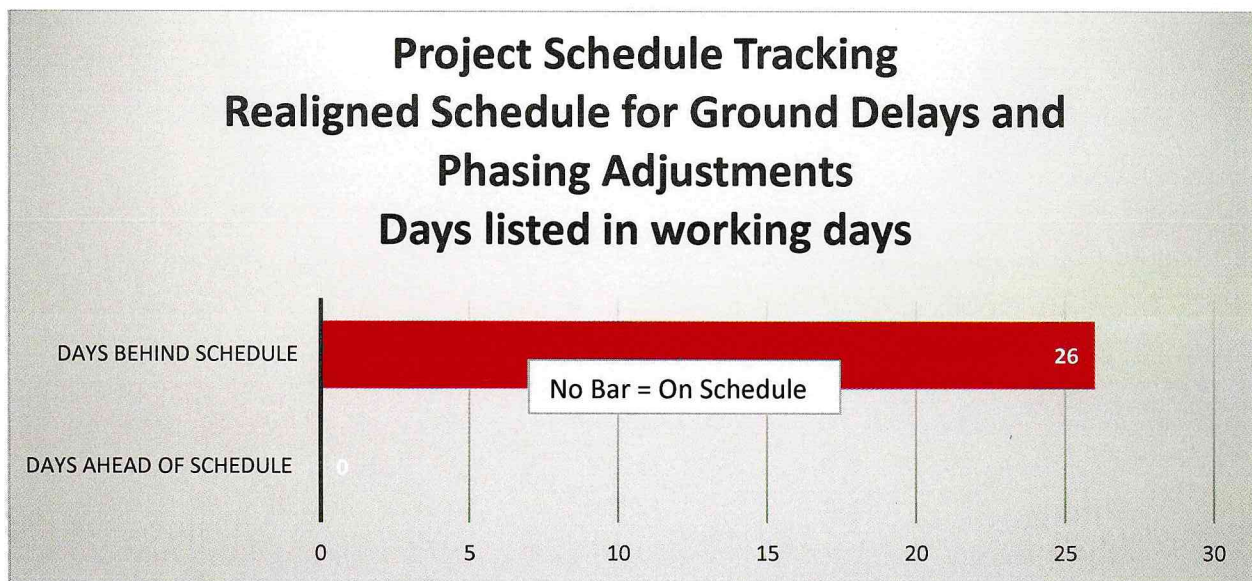 Project Schedule Tracking
Realigned Schedule for Ground Delays and
Phasing Adjustments
Days listed in working days
DAYS BEHIND SCHEDULE
26
No Bar = On Schedule
DAYS AHEAD OF SCHEDULE
0
0 5 10 15 20 25 30